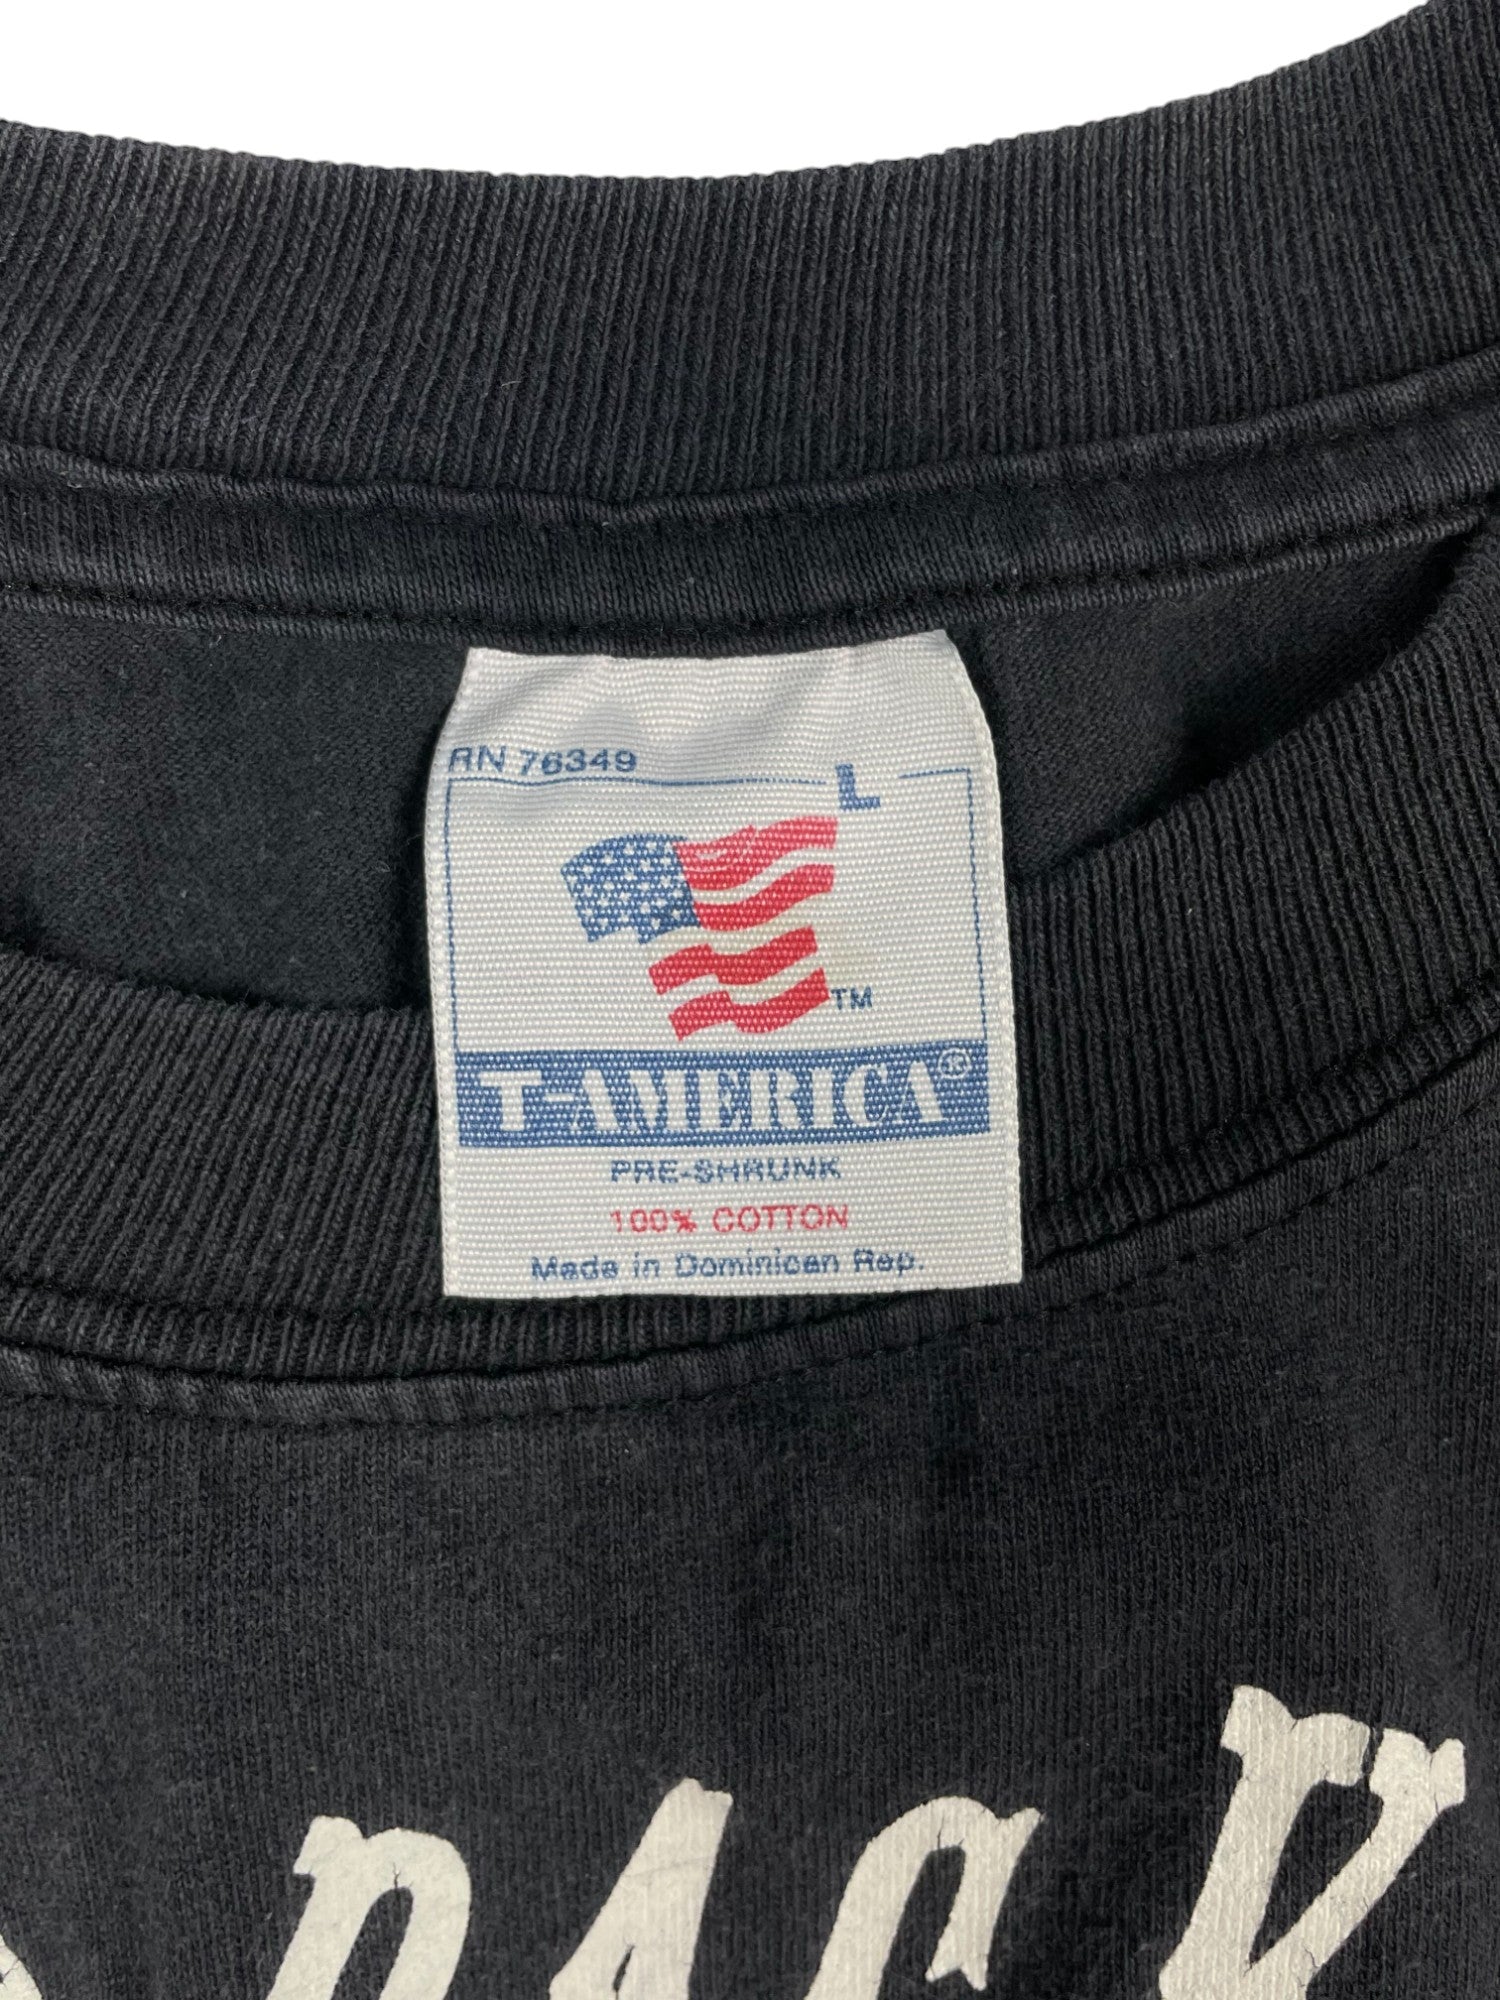 RN 76349
L
TM
T-AMERICA®
PRE-SHRUNK
100% COTTON
Made in Dominican Rep.